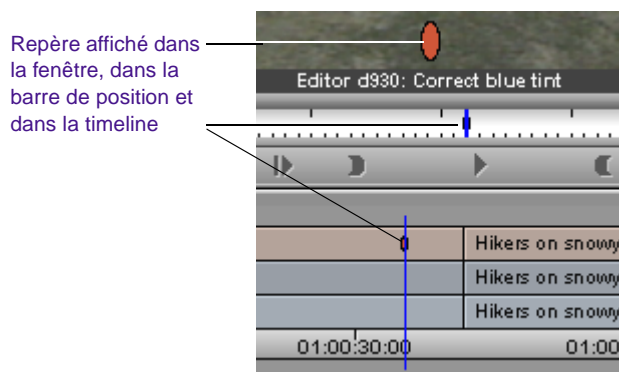 Repère affiché dans
la fenêtre, dans la
barre de position et
dans la timeline
Editor d930: Correct blue tint
Hikers on snowy
Hikers on snowy
Hikers on snowy
01:00:30:00 01:00